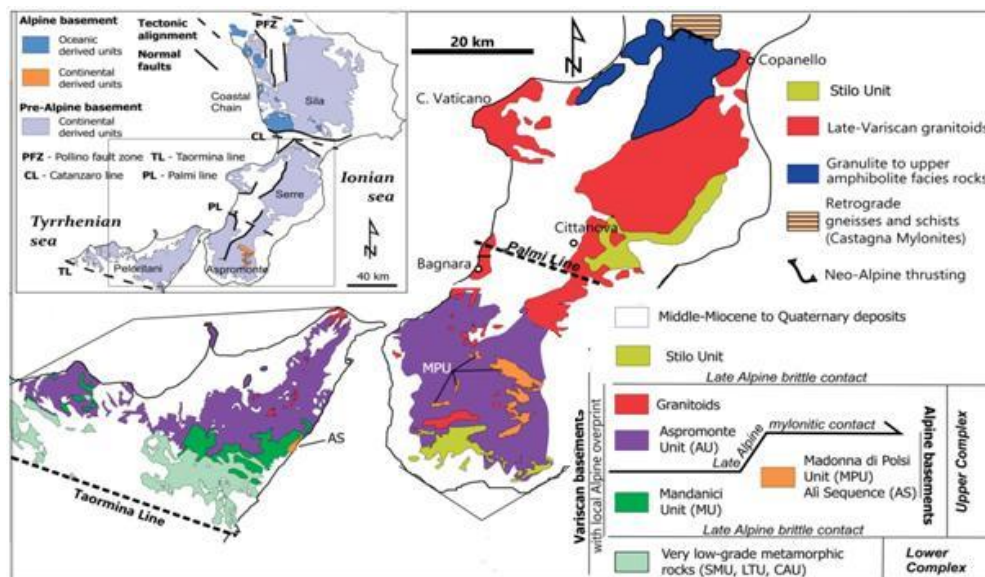 Alpine basement
Oceanic
derived units
Continental
derived units
Pre-Alpine basement
Continental
derived units
Tectonic
alignment
Normal
faults
PFZ
Coastal
Chain
Sila
CL
PFZ - Pollino fault zone TL - Taormina line
CL - Catanzaro line PL - Palmi line
Serre
Ionian
sea
PL
Tyrrhenian
sea
TL
Peloritani
Aspromonte
40 km
N
20 km
N
Copanello
C. Vaticano
Cittanova
Palmi Line
Bagnara
MPU
AS
Taormina Line
Stilo Unit
Late-Variscan granitoids
Granulite to upper
amphibolite facies rocks
Retrograde
gneisses and schists
(Castagna Mylonites)
Neo-Alpine thrusting
Middle-Miocene to Quaternary deposits
Stilo Unit
Late Alpine brittle contact
Variscan basements
with local Alpine overprint
Granitoids
Aspromonte
Unit (AU)
Late Alpine
mylonitic contact
Mandanici
Unit (MU)
Madonna di Polsi
Unit (MPU)
Alì Sequence (AS)
Alpine basements
Upper Complex
Late Alpine brittle contact
Very low-grade metamorphic
rocks (SMU, LTU, CAU)
Lower
Complex